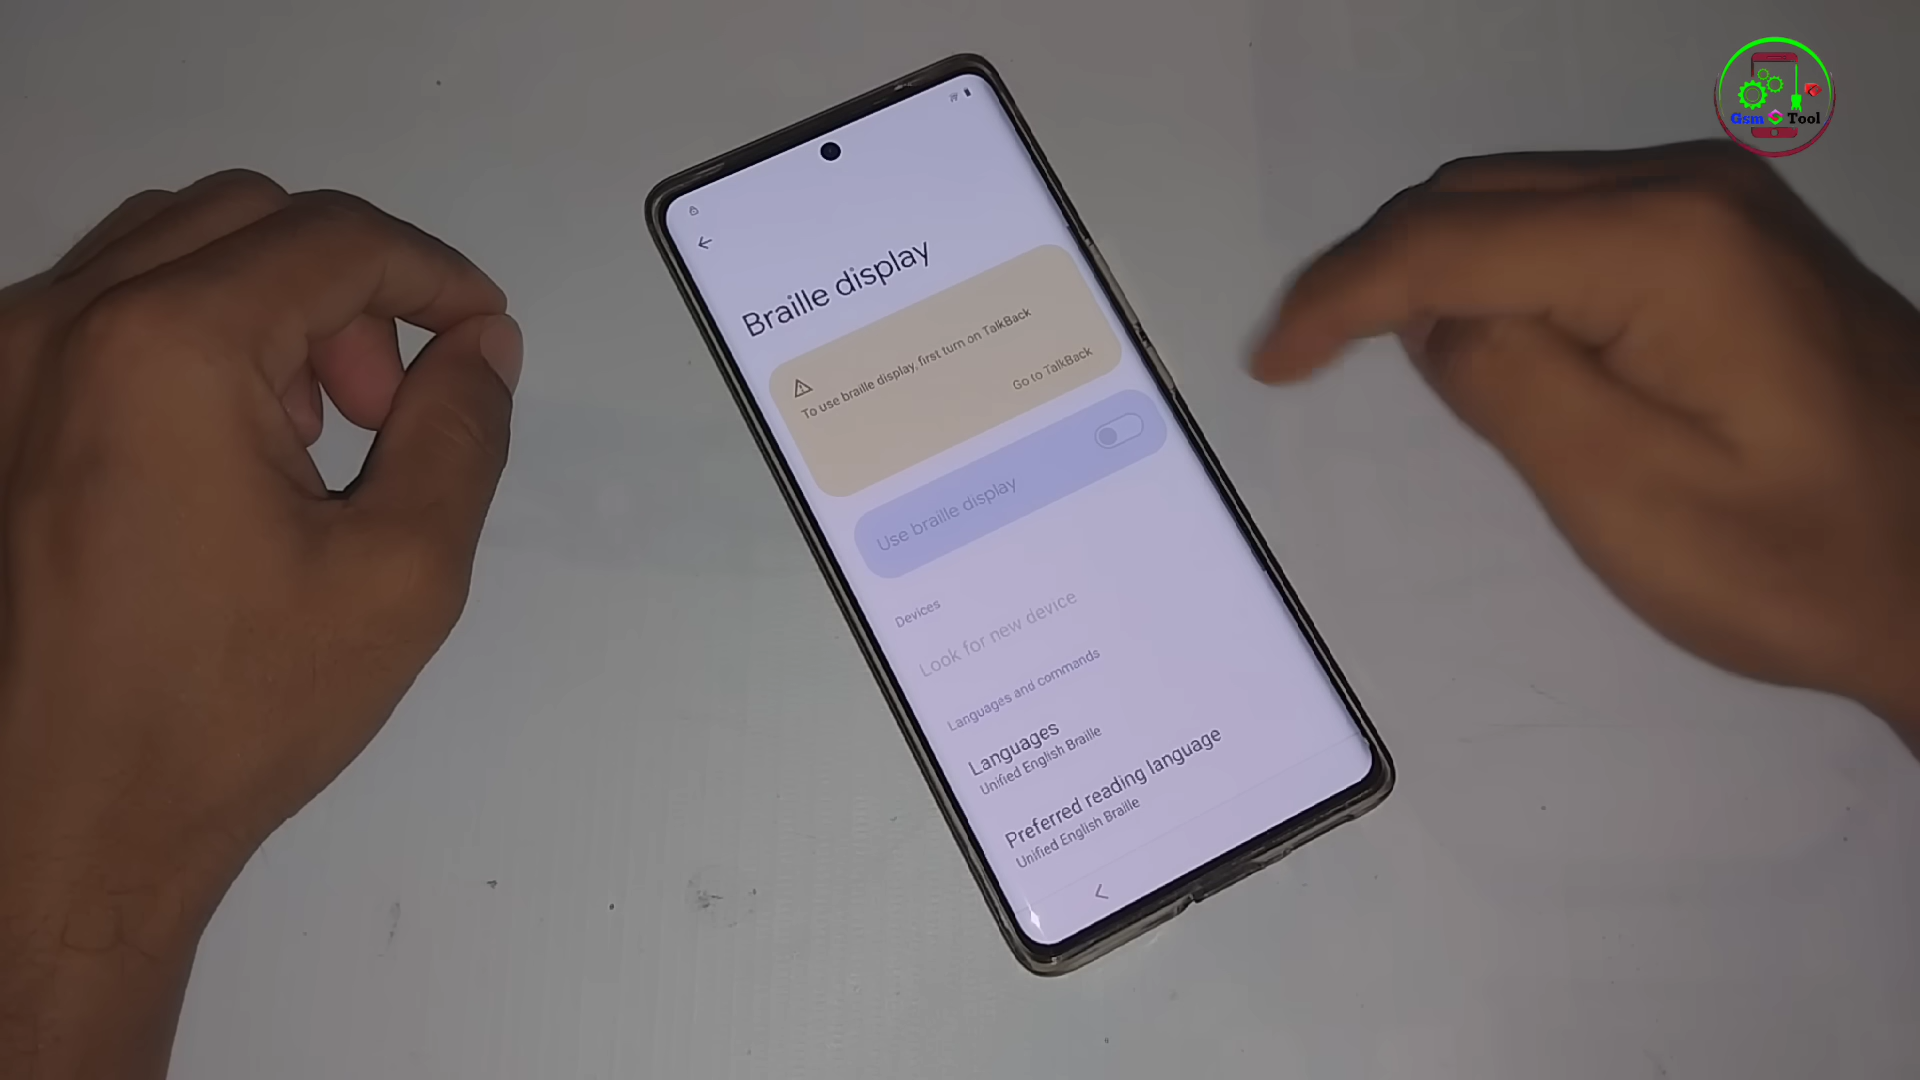 Gsm Tool
Braille display
To use braille display, first turn on TalkBack
Go to TalkBack
Use braille display
Devices
Look for new device
Languages and commands
Languages
Unified English Braille
Preferred reading language
Unified English Braille